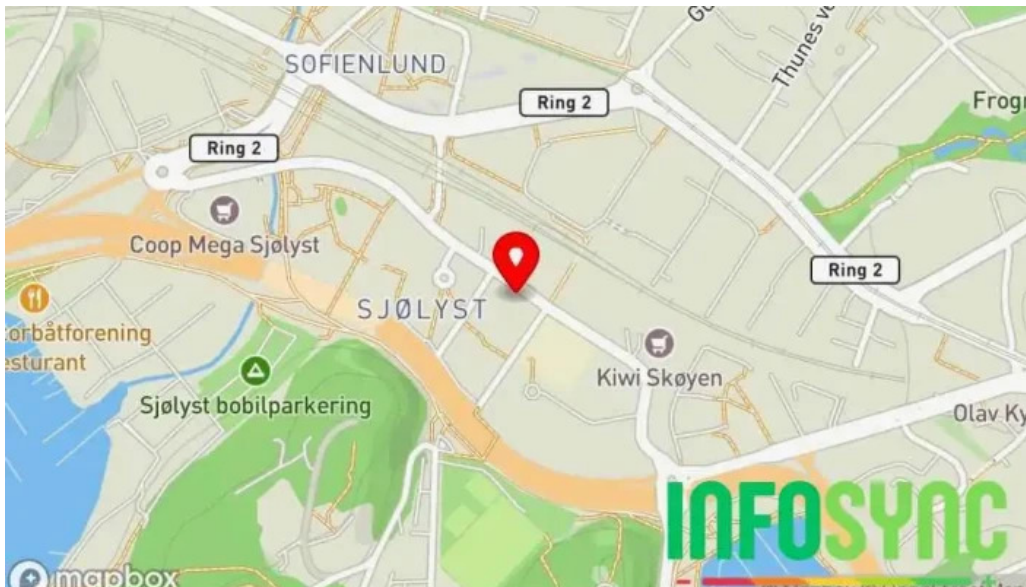 SOFIENLUND
Thunes ve
Ring 2
Frogn
Ring 2
Coop Mega Sjølyst
Ring 2
SJØLYST
orbåtforening
esturant
Kiwi Skøyen
Sjølyst bobilparkering
Olav Ky
INFOSYNC
mapbox